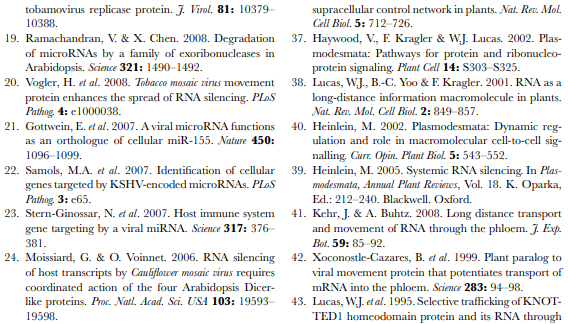 tobamovirus replicase protein. J. Virol. 81: 10379–
10388.
19. Ramachandran, V. & X. Chen. 2008. Degradation
of microRNAs by a family of exoribonucleases in
Arabidopsis. Science 321: 1490–1492.
20. Vogler, H. et al. 2008. Tobacco mosaic virus movement
protein enhances the spread of RNA silencing. PLoS
Pathog. 4: e1000038.
21. Gottwein, E. et al. 2007. A viral microRNA functions
as an orthologue of cellular miR-155. Nature 450:
1096–1099.
22. Samols, M.A. et al. 2007. Identification of cellular
genes targeted by KSHV-encoded microRNAs. PLoS
Pathog. 3: e65.
23. Stern-Ginossar, N. et al. 2007. Host immune system
gene targeting by a viral miRNA. Science 317: 376–
381.
24. Moissiard, G. & O. Voinnet. 2006. RNA silencing
of host transcripts by Cauliflower mosaic virus requires
coordinated action of the four Arabidopsis Dicer-
like proteins. Proc. Natl. Acad. Sci. USA 103: 19593–
19598.
supracellular control network in plants. Nat. Rev. Mol.
Cell Biol. 5: 712–726.
37. Haywood, V., F. Kragler & W.J. Lucas. 2002. Plas-
modesmata: Pathways for protein and ribonucleo-
protein signaling. Plant Cell 14: S303–S325.
38. Lucas, W.J., B.-C. Yoo & F. Kragler. 2001. RNA as a
long-distance information macromolecule in plants.
Nat. Rev. Mol. Cell Biol. 2: 849–857.
40. Heinlein, M. 2002. Plasmodesmata: Dynamic reg-
ulation and role in macromolecular cell-to-cell sig-
nalling. Curr. Opin. Plant Biol. 5: 543–552.
39. Heinlein, M. 2005. Systemic RNA silencing. In Plas-
modesmata, Annual Plant Reviews, Vol. 18. K. Oparka,
Ed.: 212–240. Blackwell. Oxford.
41. Kehr, J. & A. Buhtz. 2008. Long distance transport
and movement of RNA through the phloem. J. Exp.
Bot. 59: 85–92.
42. Xoconostle-Cazares, B. et al. 1999. Plant paralog to
viral movement protein that potentiates transport of
mRNA into the phloem. Science 283: 94–98.
43. Lucas, W.J. et al. 1995. Selective trafficking of KNOT-
TED1 homeodomain protein and its RNA through